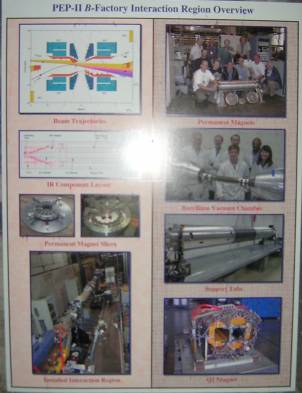 PEP-II B-Factory Interaction Region Overview
Beam Trajectories
Permanent Magnets
IR Component Layout
Beryllium Vacuum Chamber
Permanent Magnet Slices
Support Tube
Installed Interaction Region
Q2 Magnet